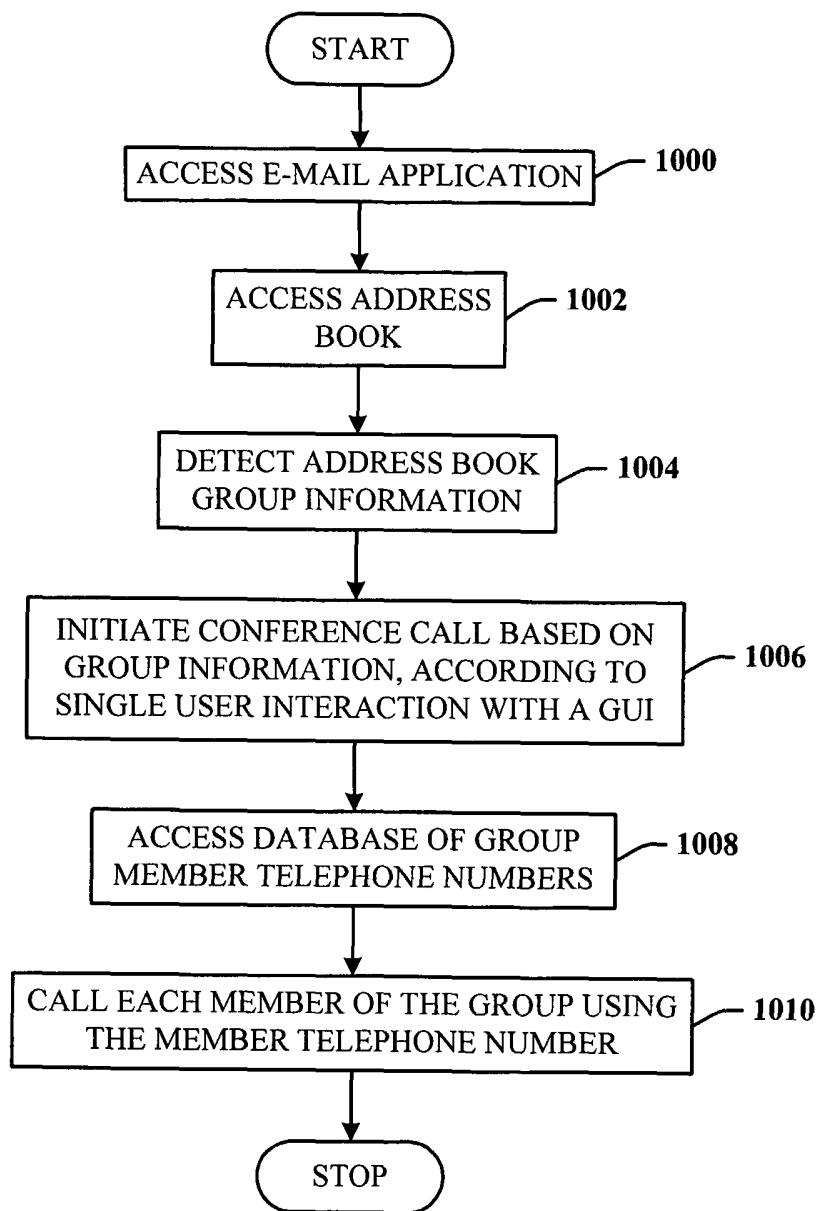 START
ACCESS E-MAIL APPLICATION
1000
ACCESS ADDRESS
BOOK
1002
DETECT ADDRESS BOOK
GROUP INFORMATION
1004
INITIATE CONFERENCE CALL BASED ON
GROUP INFORMATION, ACCORDING TO
SINGLE USER INTERACTION WITH A GUI
1006
ACCESS DATABASE OF GROUP
MEMBER TELEPHONE NUMBERS
1008
CALL EACH MEMBER OF THE GROUP USING
THE MEMBER TELEPHONE NUMBER
1010
STOP